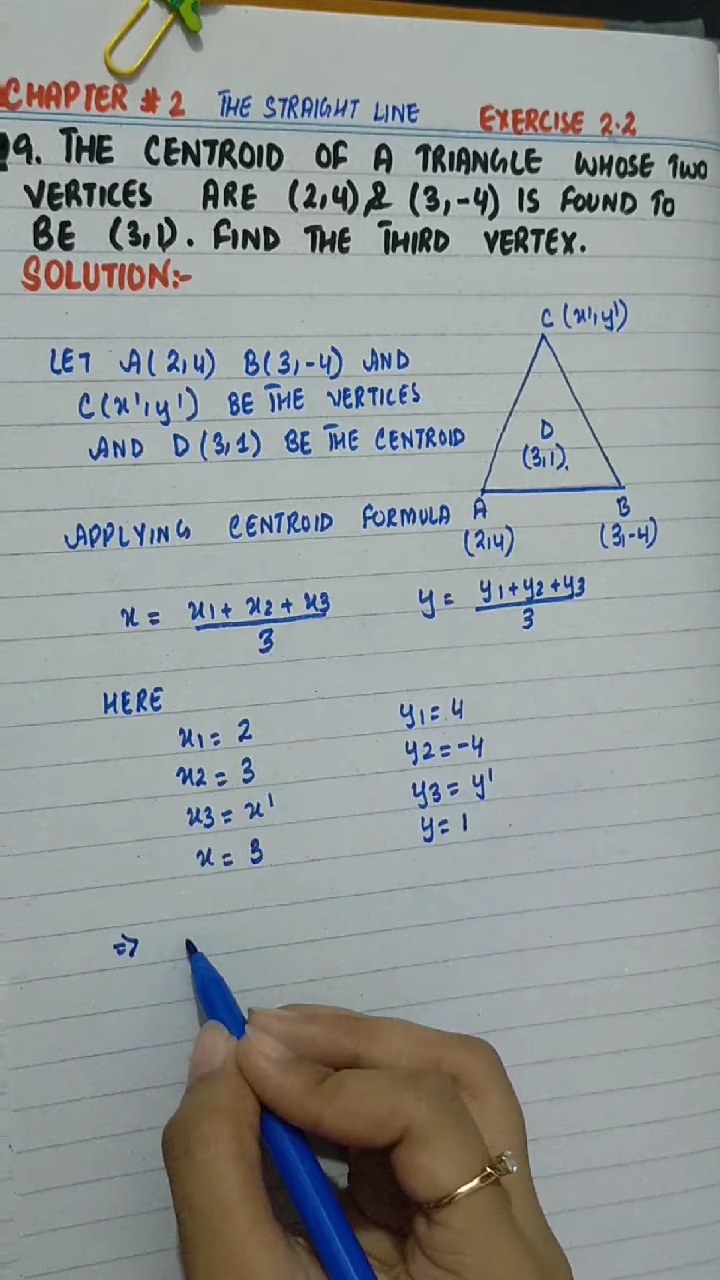 CHAPTER # 2 THE STRAIGHT LINE EXERCISE 2.2
9. THE CENTROID OF A TRIANGLE WHOSE TWO
VERTICES ARE (2,4) & (3,-4) IS FOUND TO
BE (3,1). FIND THE THIRD VERTEX.
SOLUTION:-
C (x',y')
LET A(2,4) B(3,-4) AND
C(x',y') BE THE VERTICES
AND D(3,1) BE THE CENTROID
D
(3,1).
APPLYING CENTROID FORMULA
A B
(2,4) (3,-4)
x = x1 + x2 + x3 / 3 y = y1 + y2 + y3 / 3
HERE
x1 = 2 y1 = 4
x2 = 3 y2 = -4
x3 = x' y3 = y'
x = 3 y = 1
=>